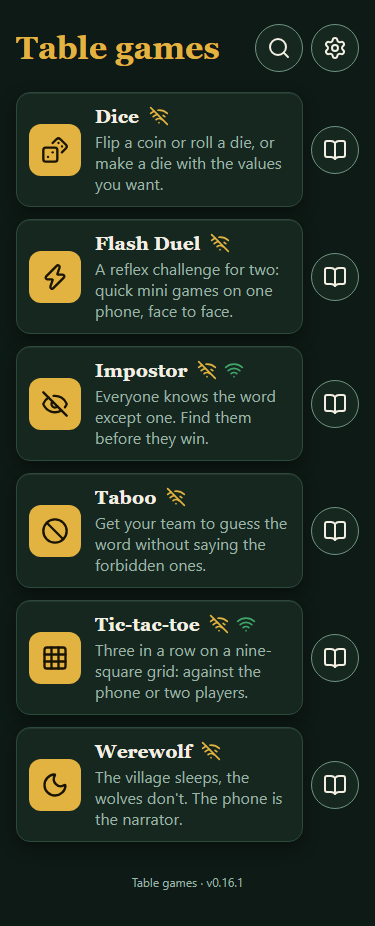 Table games
Dice
Flip a coin or roll a die, or
make a die with the values
you want.
Flash Duel
A reflex challenge for two:
quick mini games on one
phone, face to face.
Impostor
Everyone knows the word
except one. Find them
before they win.
Taboo
Get your team to guess the
word without saying the
forbidden ones.
Tic-tac-toe
Three in a row on a nine-
square grid: against the
phone or two players.
Werewolf
The village sleeps, the
wolves don't. The phone is
the narrator.
Table games · v0.16.1